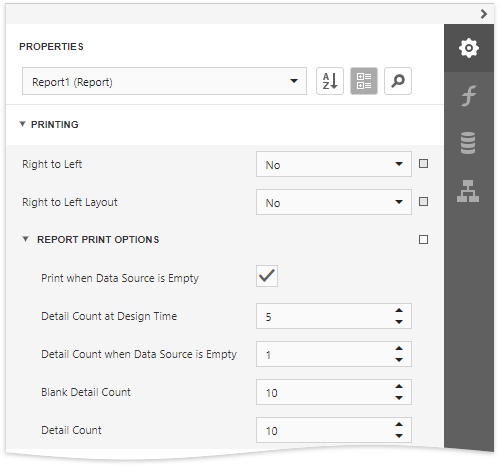 PROPERTIES
Report1 (Report)
PRINTING
Right to Left No
Right to Left Layout No
REPORT PRINT OPTIONS
Print when Data Source is Empty
Detail Count at Design Time 5
Detail Count when Data Source is Empty 1
Blank Detail Count 10
Detail Count 10